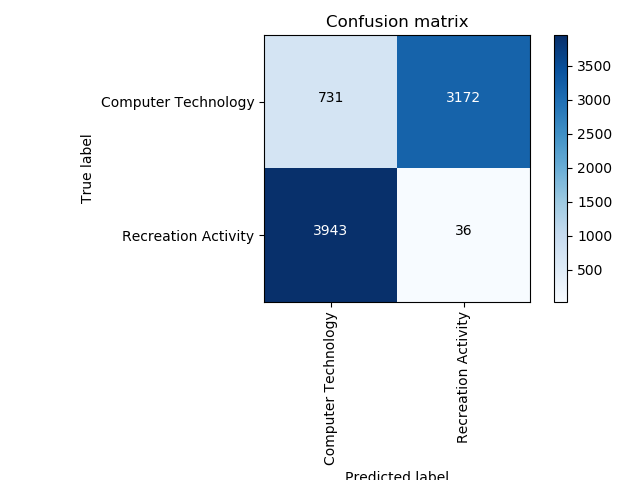 Confusion matrix
True label
Computer Technology
Recreation Activity
731
3172
3943
36
3500
3000
2500
2000
1500
1000
500
Computer Technology
Recreation Activity
Predicted label